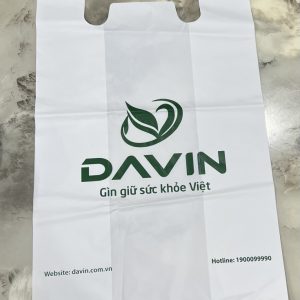 DAVIN
Gìn giữ sức khỏe Việt
Website: davin.com.vn
Hotline: 1900099990